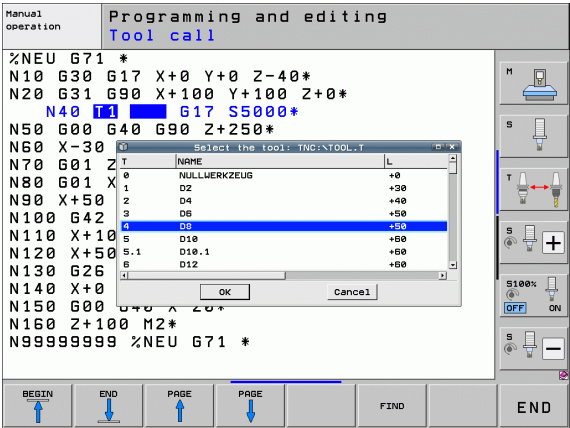 Manual
operation
Programming and editing
Tool call
%NEU G71 *
N10 G30 G17 X+0 Y+0 Z-40*
N20 G31 G90 X+100 Y+100 Z+0*
N40 T1 G17 S5000*
N50 G00 G40 G90 Z+250*
N60 X-30
N70 G01 Z
N80 G01 X
N90 X+50
N100 G42
N110 X+10
N120 X+50
N130 G26
N140 X+0
N150 G00 G40 X 20*
N160 Z+100 M2*
N99999999 %NEU G71 *
Select the tool: TNC:\TOOL.T
T NAME L
0 NULLWERKZEUG +0
1 D2 +30
2 D4 +40
3 D6 +50
4 D8 +50
5 D10 +60
5.1 D10.1 +60
6 D12 +60
OK Cancel
M
S
T
S
S100%
OFF ON
S
BEGIN END PAGE PAGE FIND END